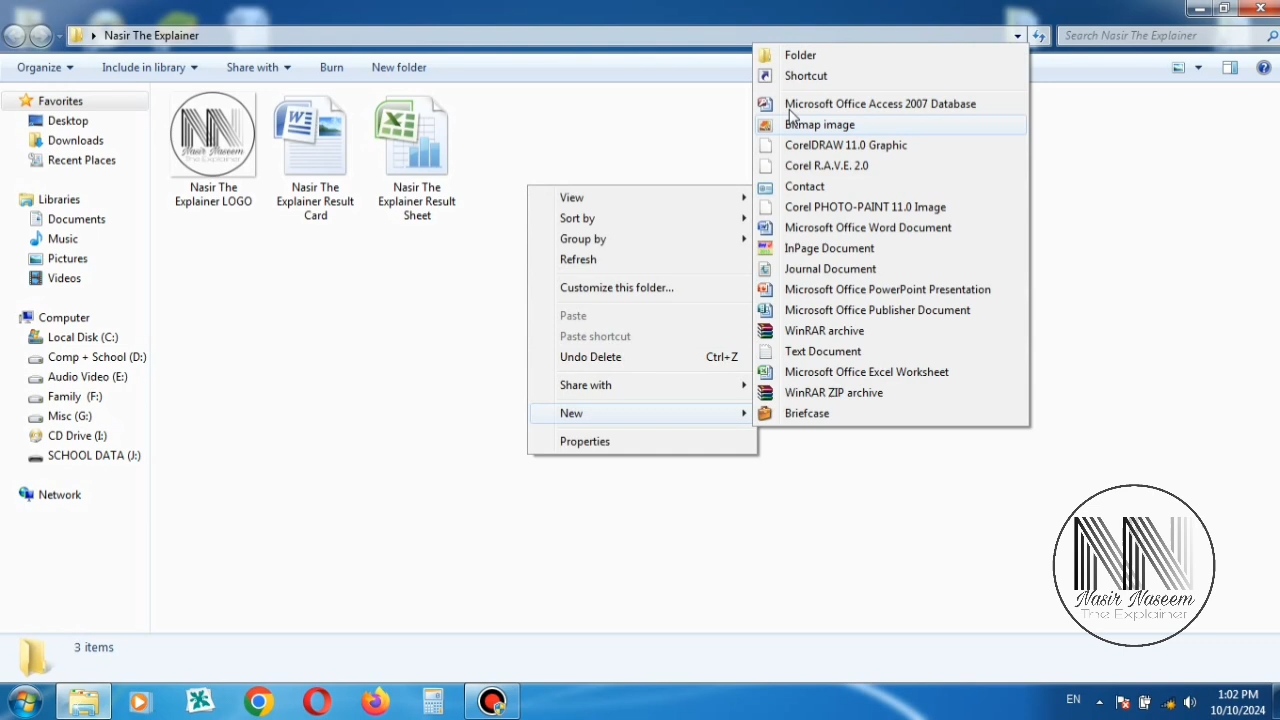 Nasir The Explainer
Search Nasir The Explainer
Organize
Include in library
Share with
Burn
New folder
Favorites
Desktop
Downloads
Recent Places
Libraries
Documents
Music
Pictures
Videos
Computer
Local Disk (C:)
Comp + School (D:)
Audio Video (E:)
Family (F:)
Misc (G:)
CD Drive (I:)
SCHOOL DATA (J:)
Network
Nasir The
Explainer LOGO
Nasir The
Explainer Result
Card
Nasir The
Explainer Result
Sheet
View
Sort by
Group by
Refresh
Customize this folder...
Paste
Paste shortcut
Undo Delete Ctrl+Z
Share with
New
Properties
Folder
Shortcut
Microsoft Office Access 2007 Database
Bitmap image
CorelDRAW 11.0 Graphic
Corel R.A.V.E. 2.0
Contact
Corel PHOTO-PAINT 11.0 Image
Microsoft Office Word Document
InPage Document
Journal Document
Microsoft Office PowerPoint Presentation
Microsoft Office Publisher Document
WinRAR archive
Text Document
Microsoft Office Excel Worksheet
WinRAR ZIP archive
Briefcase
NN
Nasir Naseem
The Explainer
3 items
EN
1:02 PM
10/10/2024